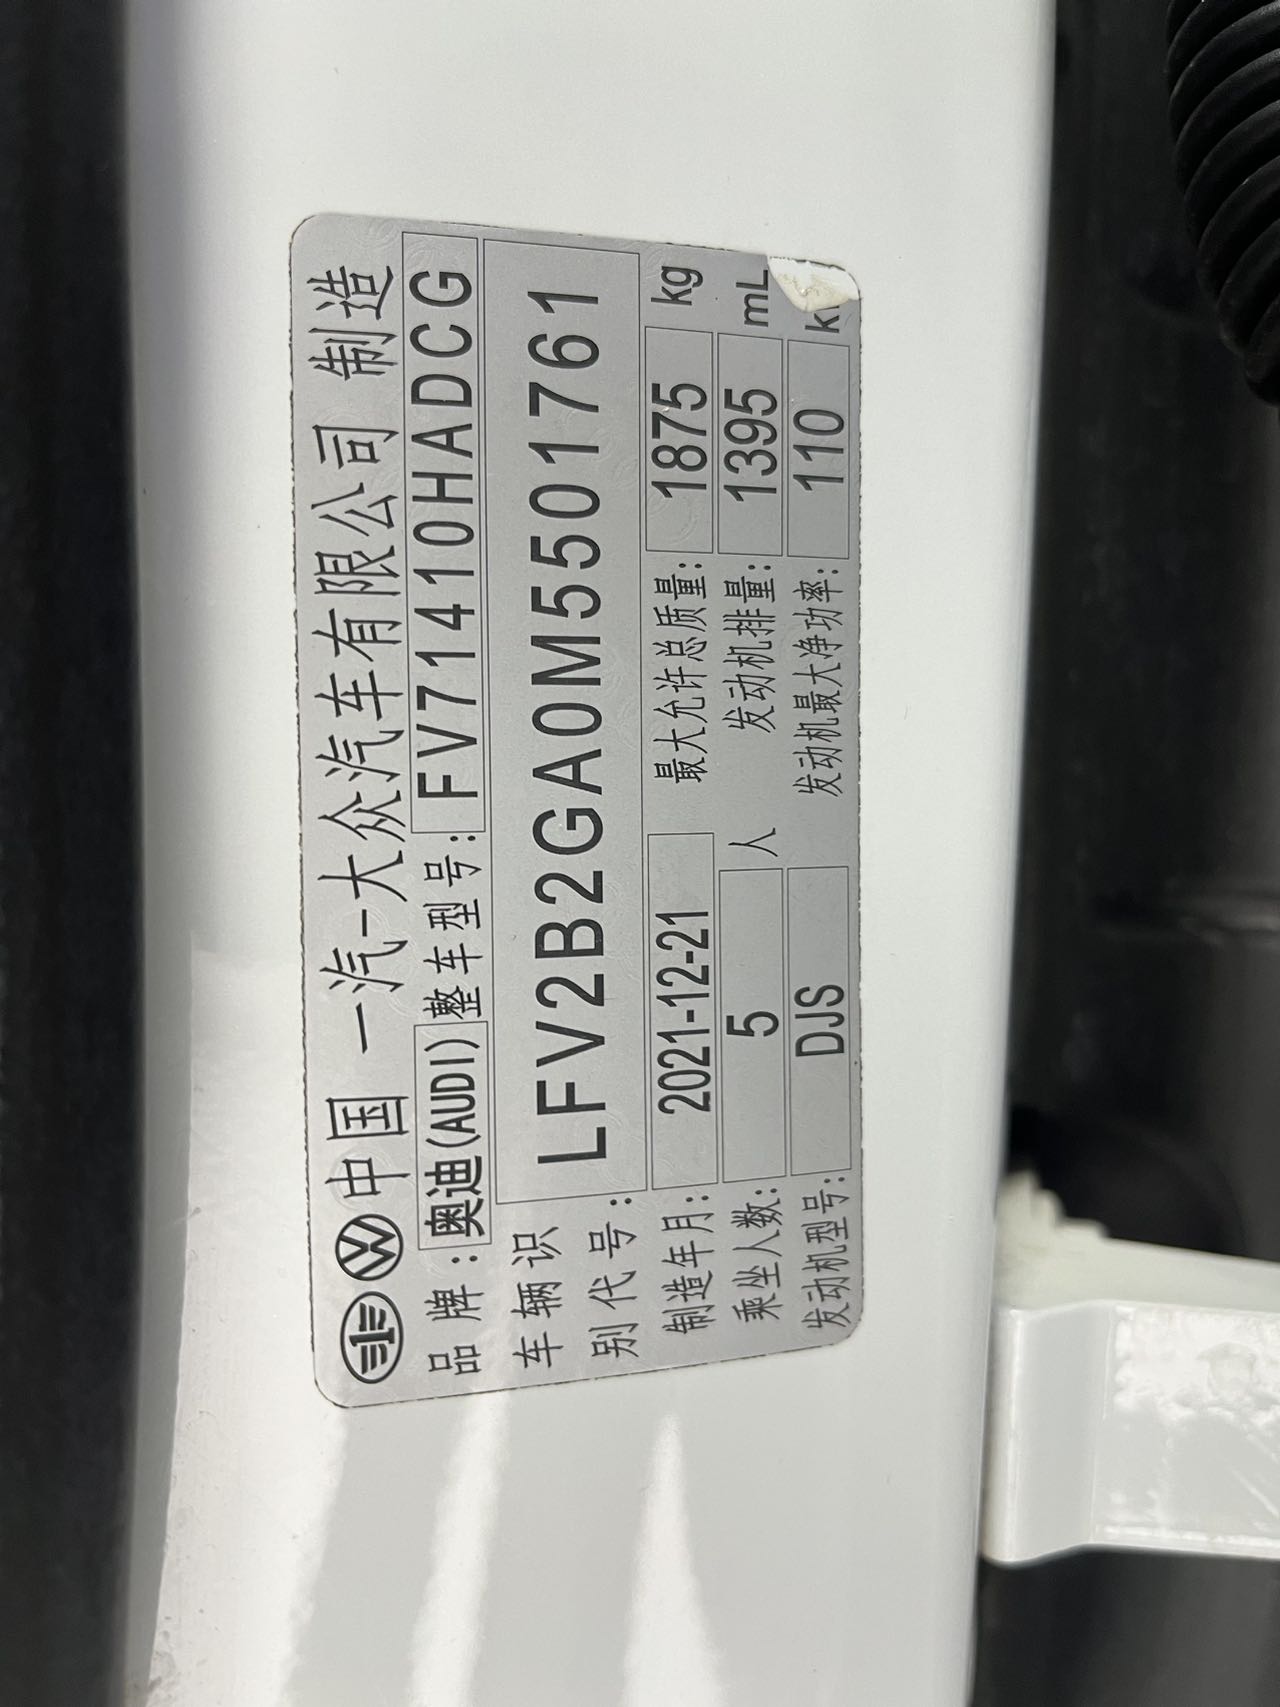 中国 一汽-大众汽车有限公司 制造
品牌：奥迪(AUDI) 整车型号：FV7141OHADCG
车辆识别代号：LFV2B2GA0M5501761
制造年月：2021-12-21 最大允许总质量：1875 kg
乘坐人数：5 人 发动机排量：1395 mL
发动机型号：DJS 发动机最大净功率：110